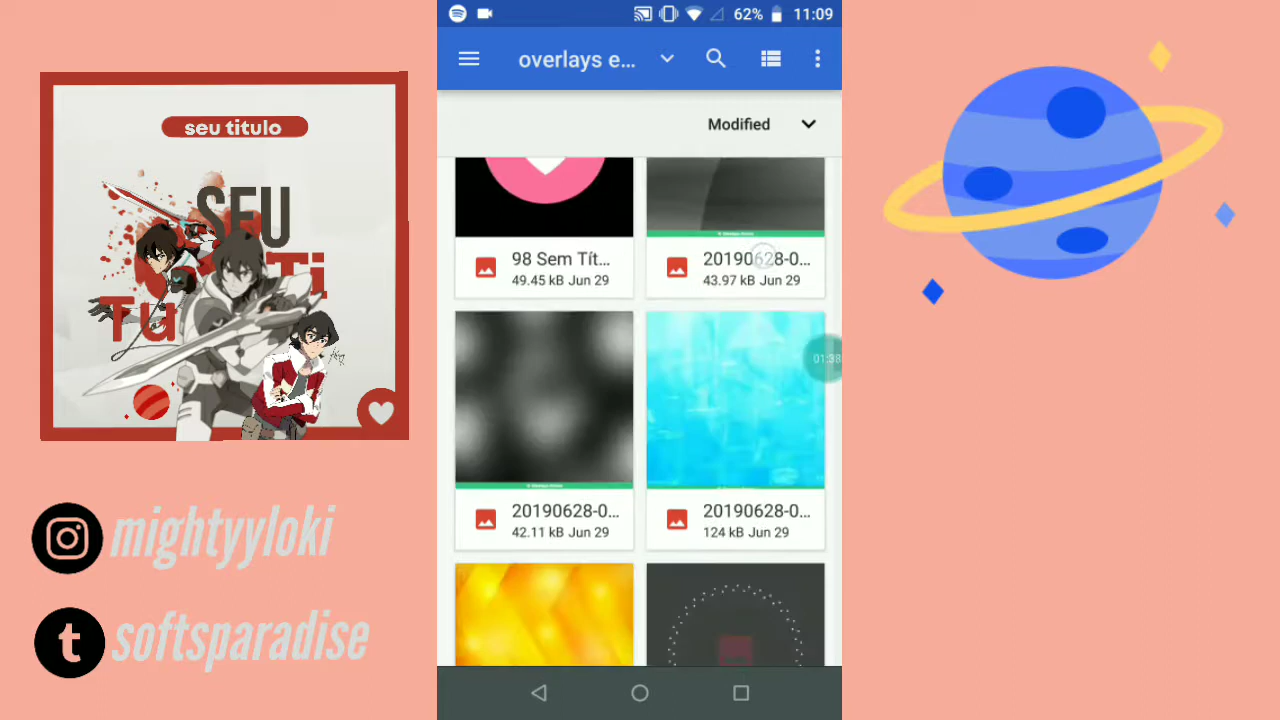 seu titulo
SEU
Ti
Tu
mightyyloki
t softsparadise
62% 11:09
overlays e...
Modified
98 Sem Tít...
49.45 kB Jun 29
20190628-0...
43.97 kB Jun 29
01:38
20190628-0...
42.11 kB Jun 29
20190628-0...
124 kB Jun 29